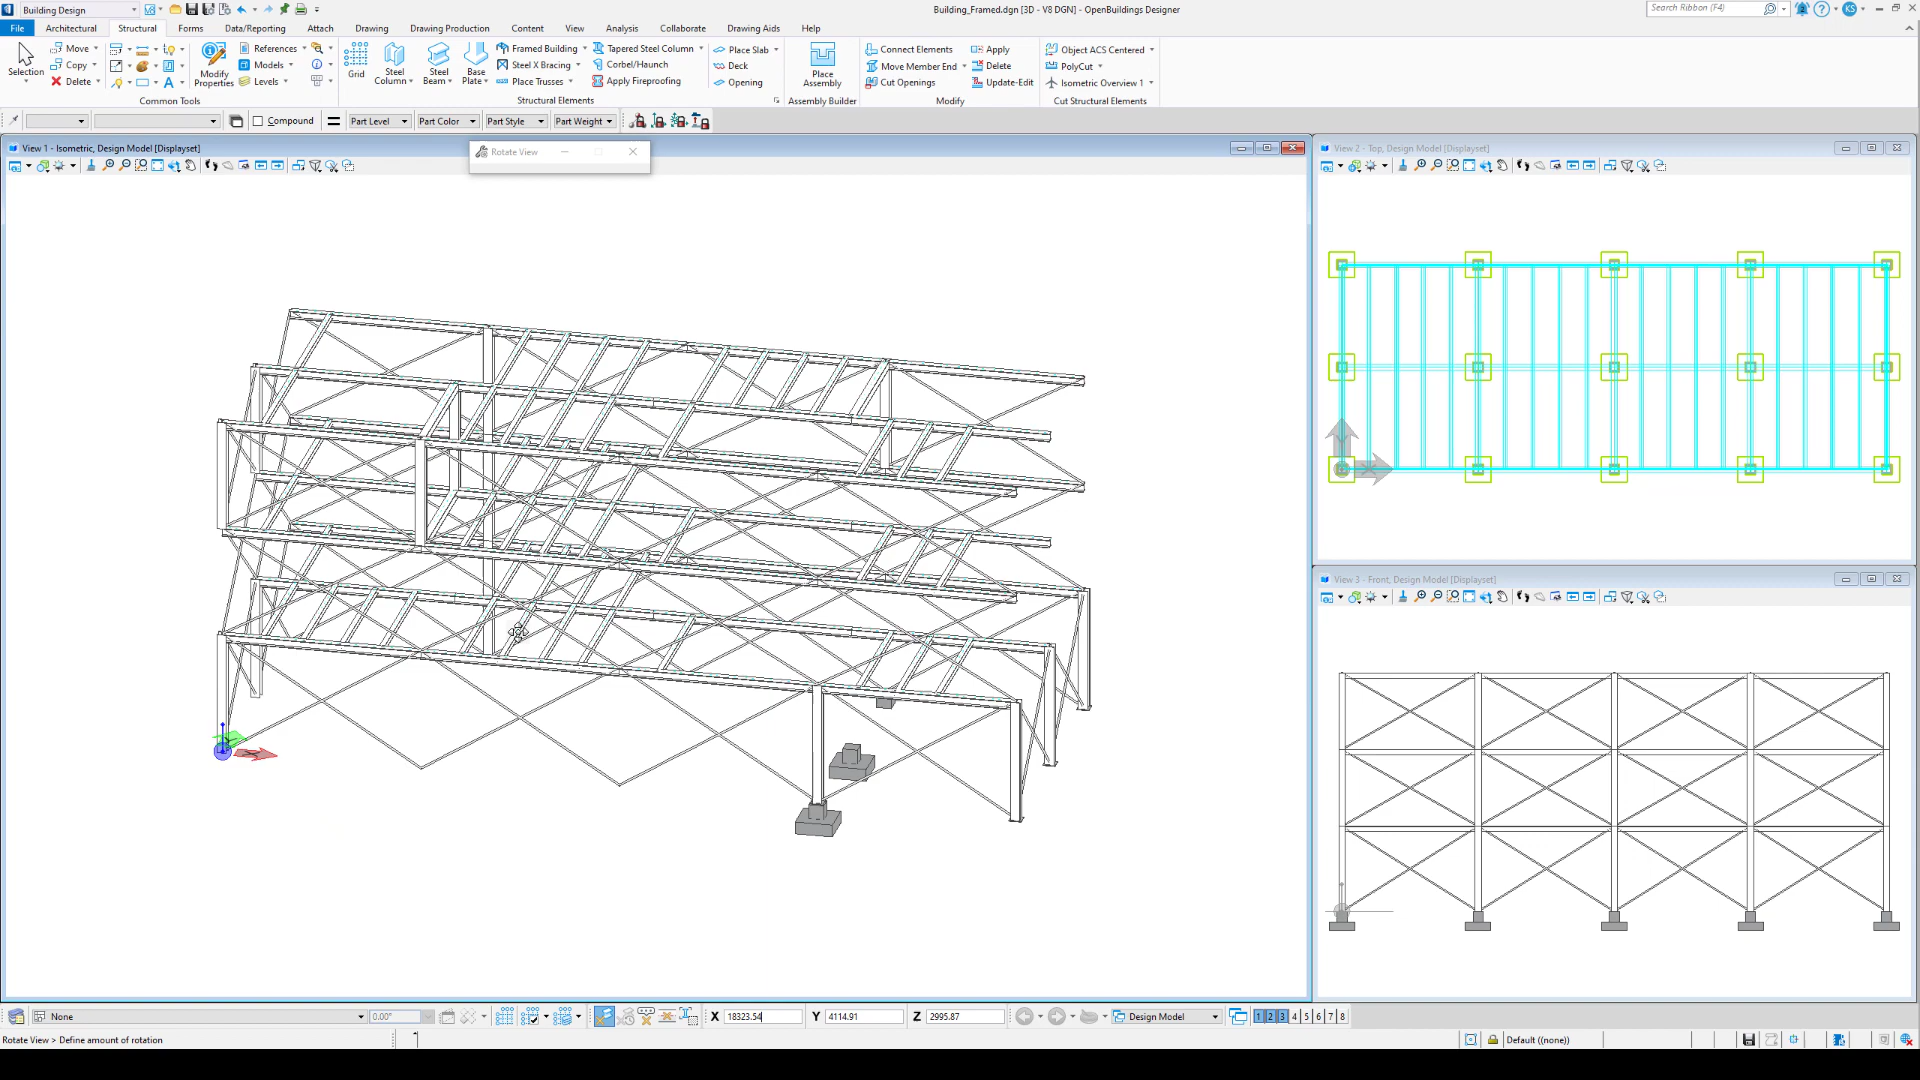 Building Design
Building_Framed.dgn [3D - V8 DGN] - OpenBuildings Designer
Search Ribbon (F4)
KS
File Architectural Structural Forms Data/Reporting Attach Drawing Drawing Production Content View Analysis Collaborate Drawing Aids Help
Selection
Move
Copy
Delete
Modify Properties
References
Models
Levels
Common Tools
Grid
Steel Column
Steel Beam
Base Plate
Framed Building
Steel X Bracing
Place Trusses
Tapered Steel Column
Corbel/Haunch
Apply Fireproofing
Place Slab
Deck
Opening
Structural Elements
Place Assembly
Assembly Builder
Connect Elements
Modify Member End
Cut Openings
Apply
Delete
Update-Edit
Modify
Object ACS Centered
PolyCut
Isometric Overview 1
Cut Structural Elements
Compound
Part Level
Part Color
Part Style
Part Weight
View 1 - Isometric, Design Model [Displayset]
Rotate View
View 2 - Top, Design Model [Displayset]
View 3 - Front, Design Model [Displayset]
None
0.00°
X 18323.54
Y 4114.91
Z 2995.87
Design Model
1 2 3 4 5 6 7 8
Rotate View > Define amount of rotation
Default ((none))